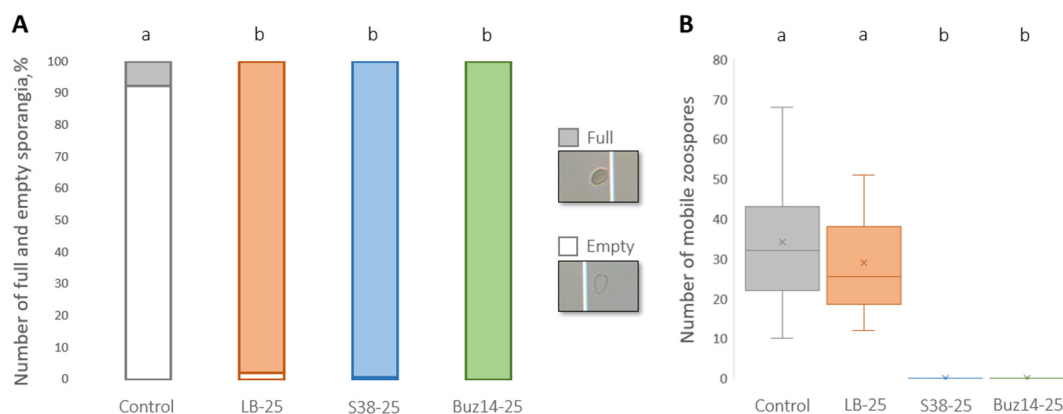 A
a b b b
Number of full and empty sporangia,%
100
90
80
70
60
50
40
30
20
10
0
Control LB-25 S38-25 Buz14-25
Full
Empty
B
a a b b
Number of mobile zoospores
80
70
60
50
40
30
20
10
0
Control LB-25 S38-25 Buz14-25